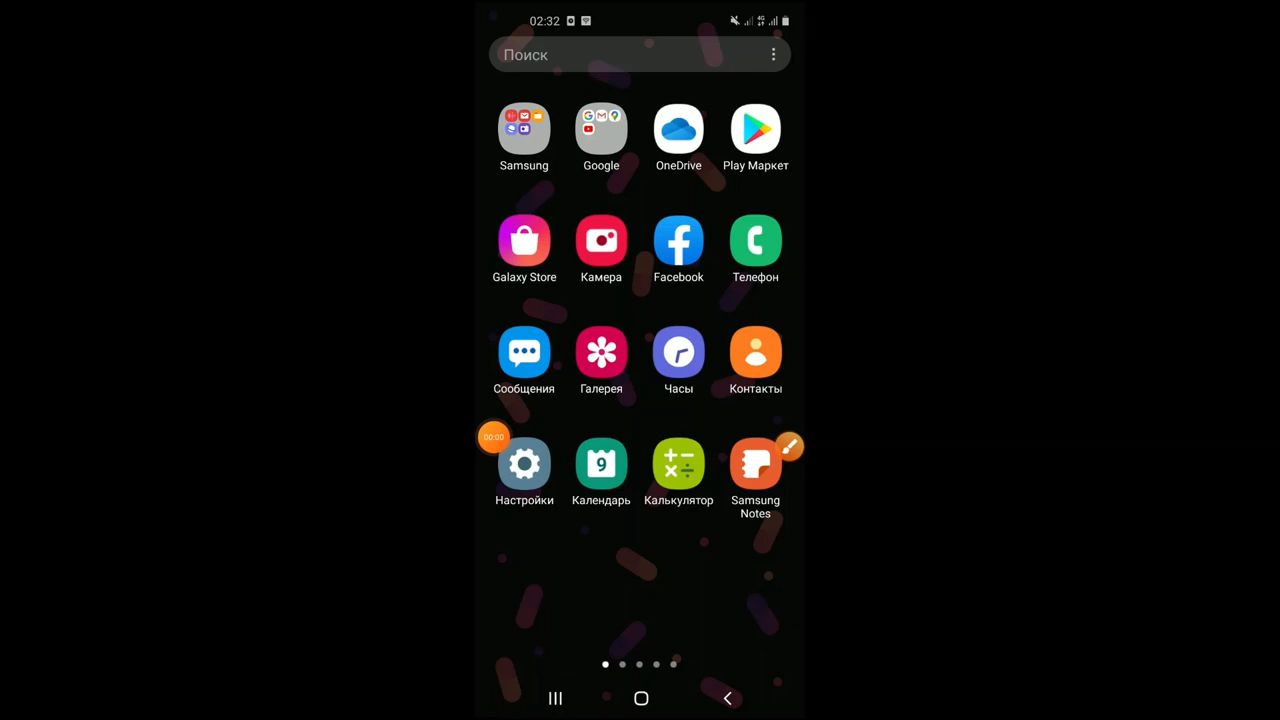 02:32
Поиск
Samsung
Google
OneDrive
Play Маркет
Galaxy Store
Камера
Facebook
Телефон
Сообщения
Галерея
Часы
Контакты
00:00
9
Настройки
Календарь
Калькулятор
Samsung
Notes